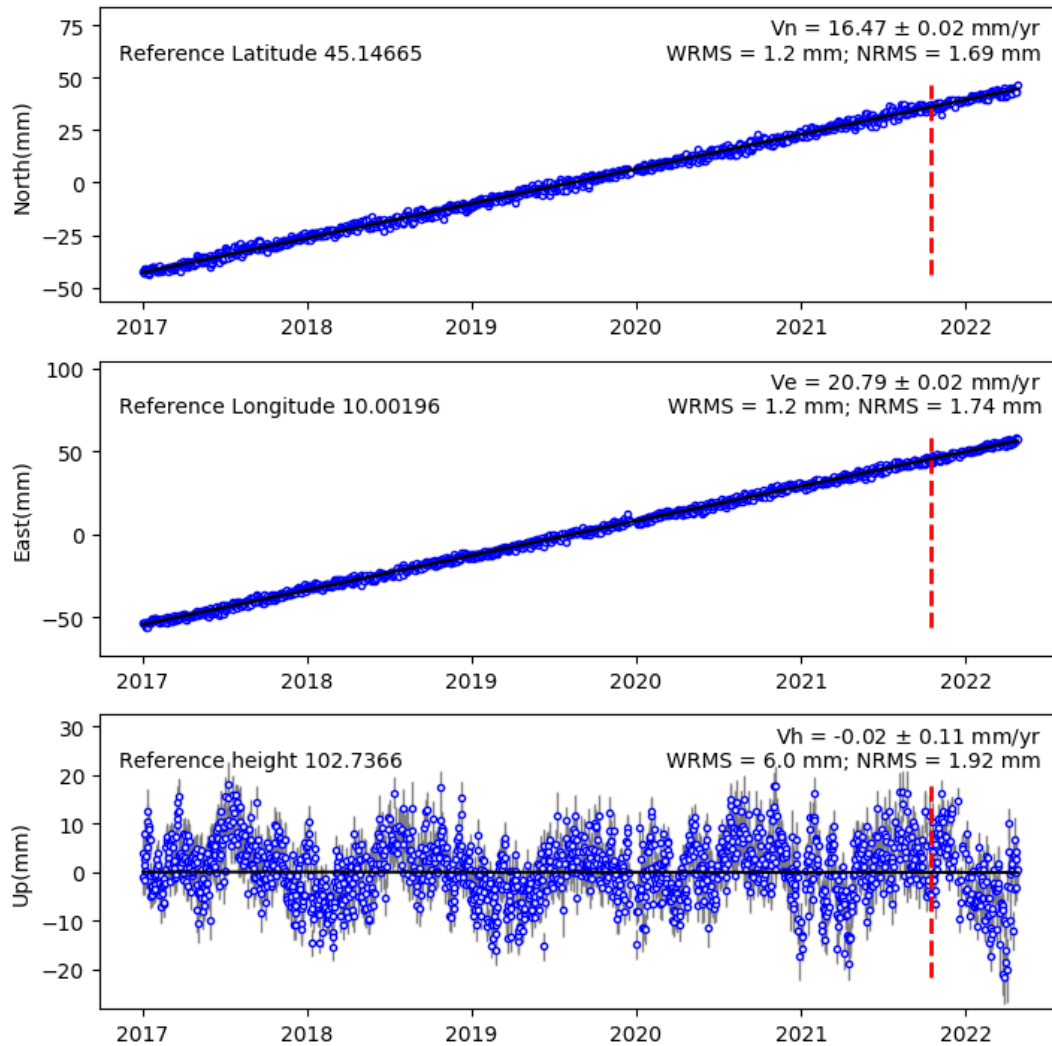 Vn = 16.47 ± 0.02 mm/yr
Reference Latitude 45.14665
WRMS = 1.2 mm; NRMS = 1.69 mm
75
50
25
0
−25
−50
North(mm)
2017 2018 2019 2020 2021 2022
Ve = 20.79 ± 0.02 mm/yr
Reference Longitude 10.00196
WRMS = 1.2 mm; NRMS = 1.74 mm
100
50
0
−50
East(mm)
2017 2018 2019 2020 2021 2022
Vh = -0.02 ± 0.11 mm/yr
Reference height 102.7366
WRMS = 6.0 mm; NRMS = 1.92 mm
30
20
10
0
−10
−20
Up(mm)
2017 2018 2019 2020 2021 2022